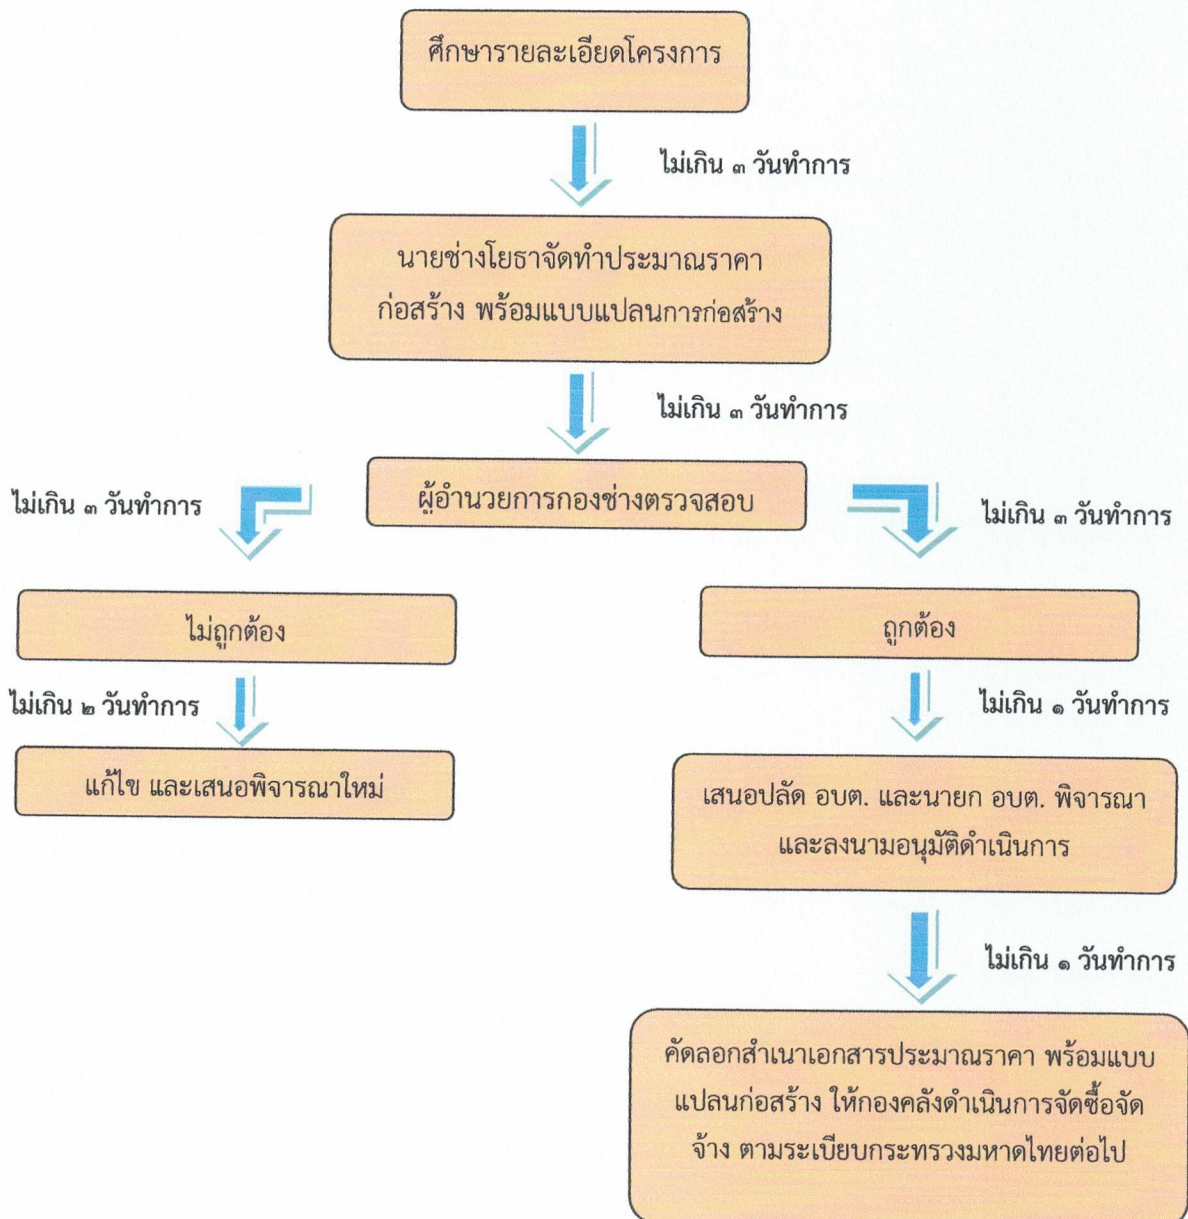 ศึกษารายละเอียดโครงการ
ไม่เกิน ๓ วันทำการ
นายช่างโยธาจัดทำประมาณราคา
ก่อสร้าง พร้อมแบบแปลนการก่อสร้าง
ไม่เกิน ๓ วันทำการ
ผู้อำนวยการกองช่างตรวจสอบ
ไม่เกิน ๓ วันทำการ
ไม่เกิน ๓ วันทำการ
ไม่ถูกต้อง
ถูกต้อง
ไม่เกิน ๒ วันทำการ
ไม่เกิน ๑ วันทำการ
แก้ไข และเสนอพิจารณาใหม่
เสนอปลัด อบต. และนายก อบต. พิจารณา
และลงนามอนุมัติดำเนินการ
ไม่เกิน ๑ วันทำการ
คัดลอกสำเนาเอกสารประมาณราคา พร้อมแบบ
แปลนก่อสร้าง ให้กองคลังดำเนินการจัดซื้อจัด
จ้าง ตามระเบียบกระทรวงมหาดไทยต่อไป